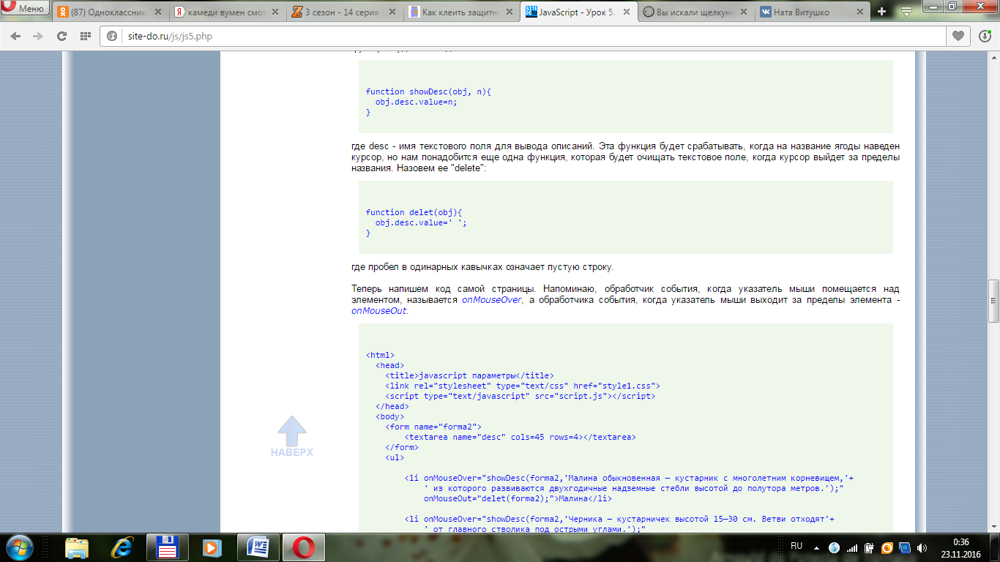 Меню
(87) Одноклассники
камеди вумен смот
3 сезон - 14 серия
Как клеить защитно
JavaScript - Урок 5.
Вы искали щелкунч
Ната Витушко
site-do.ru/js/js5.php
function showDesc(obj, n){
obj.desc.value=n;
}
где desc - имя текстового поля для вывода описаний. Эта функция будет срабатывать, когда на название ягоды наведен
курсор, но нам понадобится еще одна функция, которая будет очищать текстовое поле, когда курсор выйдет за пределы
названия. Назовем ее "delete":
function delet(obj){
obj.desc.value=' ';
}
где пробел в одинарных кавычках означает пустую строку.
Теперь напишем код самой страницы. Напоминаю, обработчик события, когда указатель мыши помещается над
элементом, называется onMouseOver, а обработчика события, когда указатель мыши выходит за пределы элемента -
onMouseOut.
<html>
<head>
<title>javascript параметры</title>
<link rel="stylesheet" type="text/css" href="style1.css">
<script type="text/javascript" src="script.js"></script>
</head>
<body>
<form name="forma2">
<textarea name="desc" cols=45 rows=4></textarea>
</form>
<ul>
<li onMouseOver="showDesc(forma2,'Малина обыкновенная — кустарник с многолетним корневищем,'+
' из которого развиваются двухгодичные надземные стебли высотой до полутора метров.');"
onMouseOut="delet(forma2);">Малина</li>
<li onMouseOver="showDesc(forma2,'Черника — кустарничек высотой 15—30 см. Ветви отходят'+
' от главного стволика под острыми углами.');"
НАВЕРХ
RU
0:36
23.11.2016